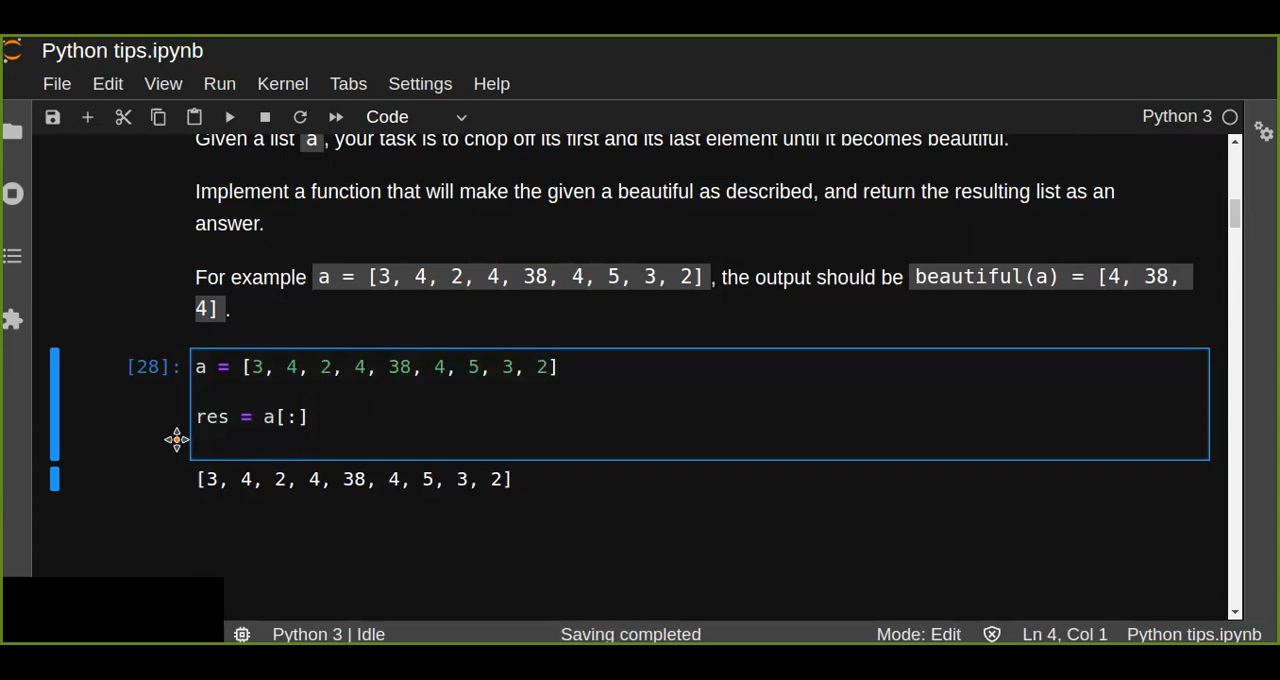 Python tips.ipynb
File Edit View Run Kernel Tabs Settings Help
Code Python 3
Given a list a, your task is to chop off its first and its last element until it becomes beautiful.
Implement a function that will make the given a beautiful as described, and return the resulting list as an
answer.
For example a = [3, 4, 2, 4, 38, 4, 5, 3, 2], the output should be beautiful(a) = [4, 38,
4].
[28]: a = [3, 4, 2, 4, 38, 4, 5, 3, 2]
res = a[:]
[3, 4, 2, 4, 38, 4, 5, 3, 2]
Python 3 | Idle Saving completed Mode: Edit Ln 4, Col 1 Python tips.ipynb